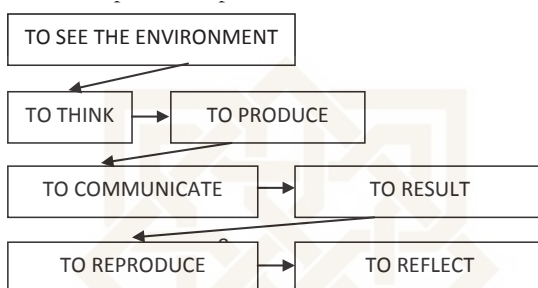 TO SEE THE ENVIRONMENT
TO THINK TO PRODUCE
TO COMMUNICATE TO RESULT
TO REPRODUCE TO REFLECT